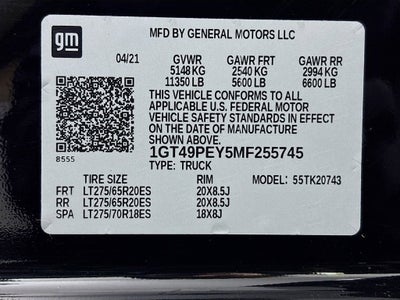 gm
MFD BY GENERAL MOTORS LLC
04/21 GVWR GAWR FRT GAWR RR
5148 KG 2540 KG 2994 KG
11350 LB 5600 LB 6600 LB
THIS VEHICLE CONFORMS TO ALL
APPLICABLE U.S. FEDERAL MOTOR
VEHICLE SAFETY STANDARDS IN EFFECT
ON THE DATE OF MANUFACTURE SHOWN ABOVE.
8555
1GT49PEY5MF255745
TYPE: TRUCK
MODEL: 55TK20743
TIRE SIZE RIM
FRT LT275/65R20ES 20X8.5J
RR LT275/65R20ES 20X8.5J
SPA LT275/70R18ES 18X8J